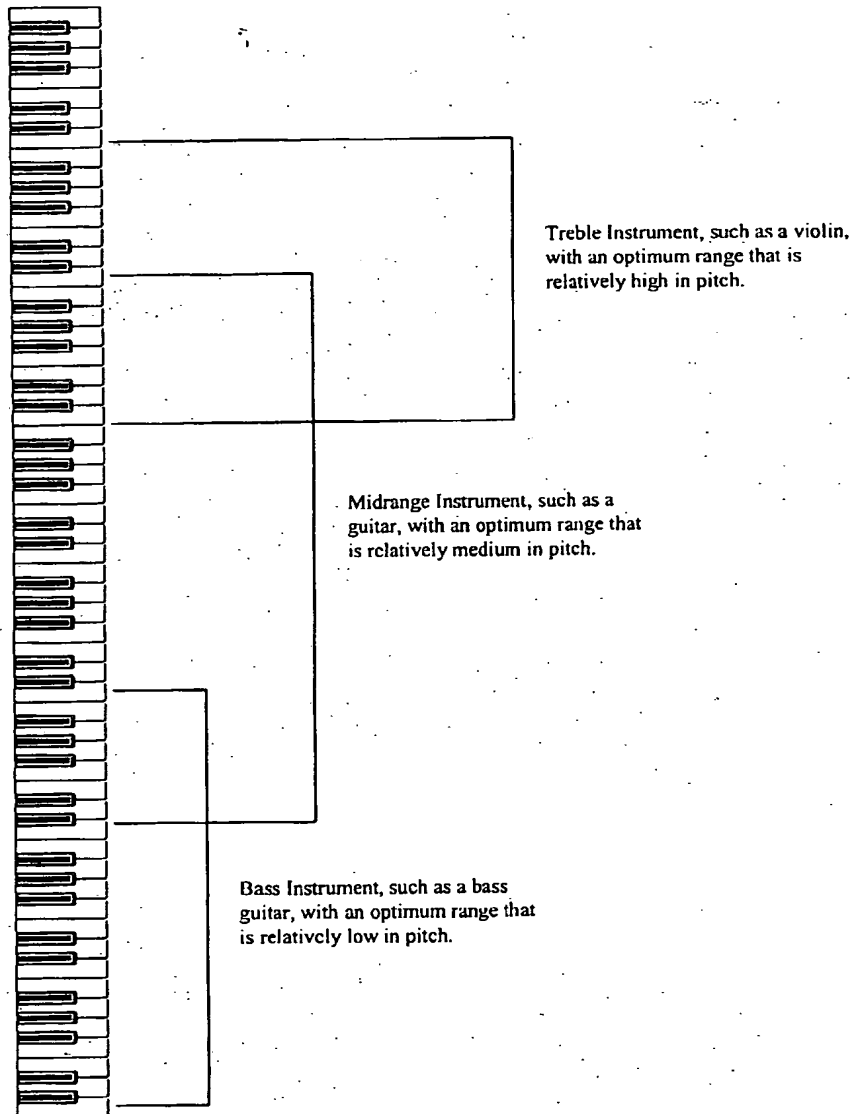 Treble Instrument, such as a violin,
with an optimum range that is
relatively high in pitch.
Midrange Instrument, such as a
guitar, with an optimum range that
is relatively medium in pitch.
Bass Instrument, such as a bass
guitar, with an optimum range that
is relatively low in pitch.